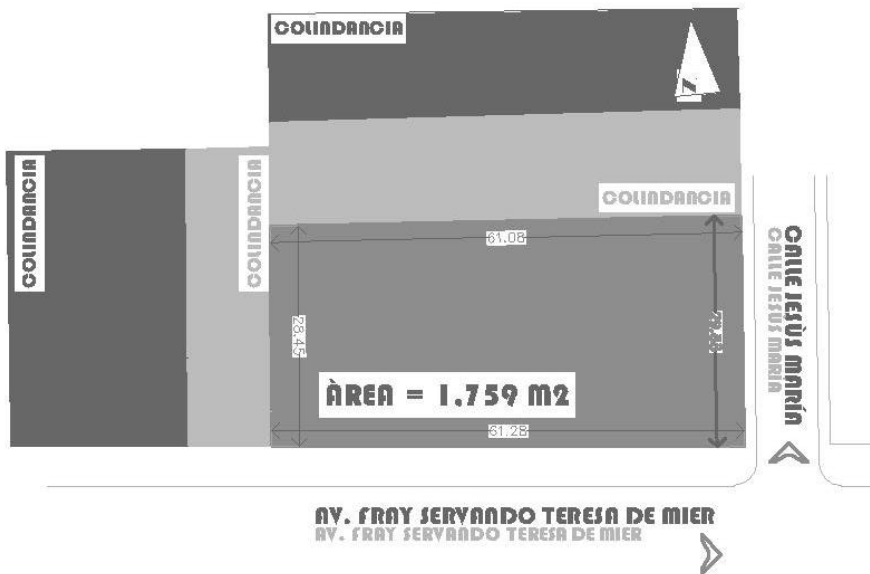 COLINDANCIA
COLINDANCIA
COLINDANCIA
COLINDANCIA
61.08
28.45
ÀREA = 1.759 M2
61.28
CALLE JESÙS MARÍA
CALLE JESÙS MARÍA
AV. FRAY SERVANDO TERESA DE MIER
AV. FRAY SERVANDO TERESA DE MIER